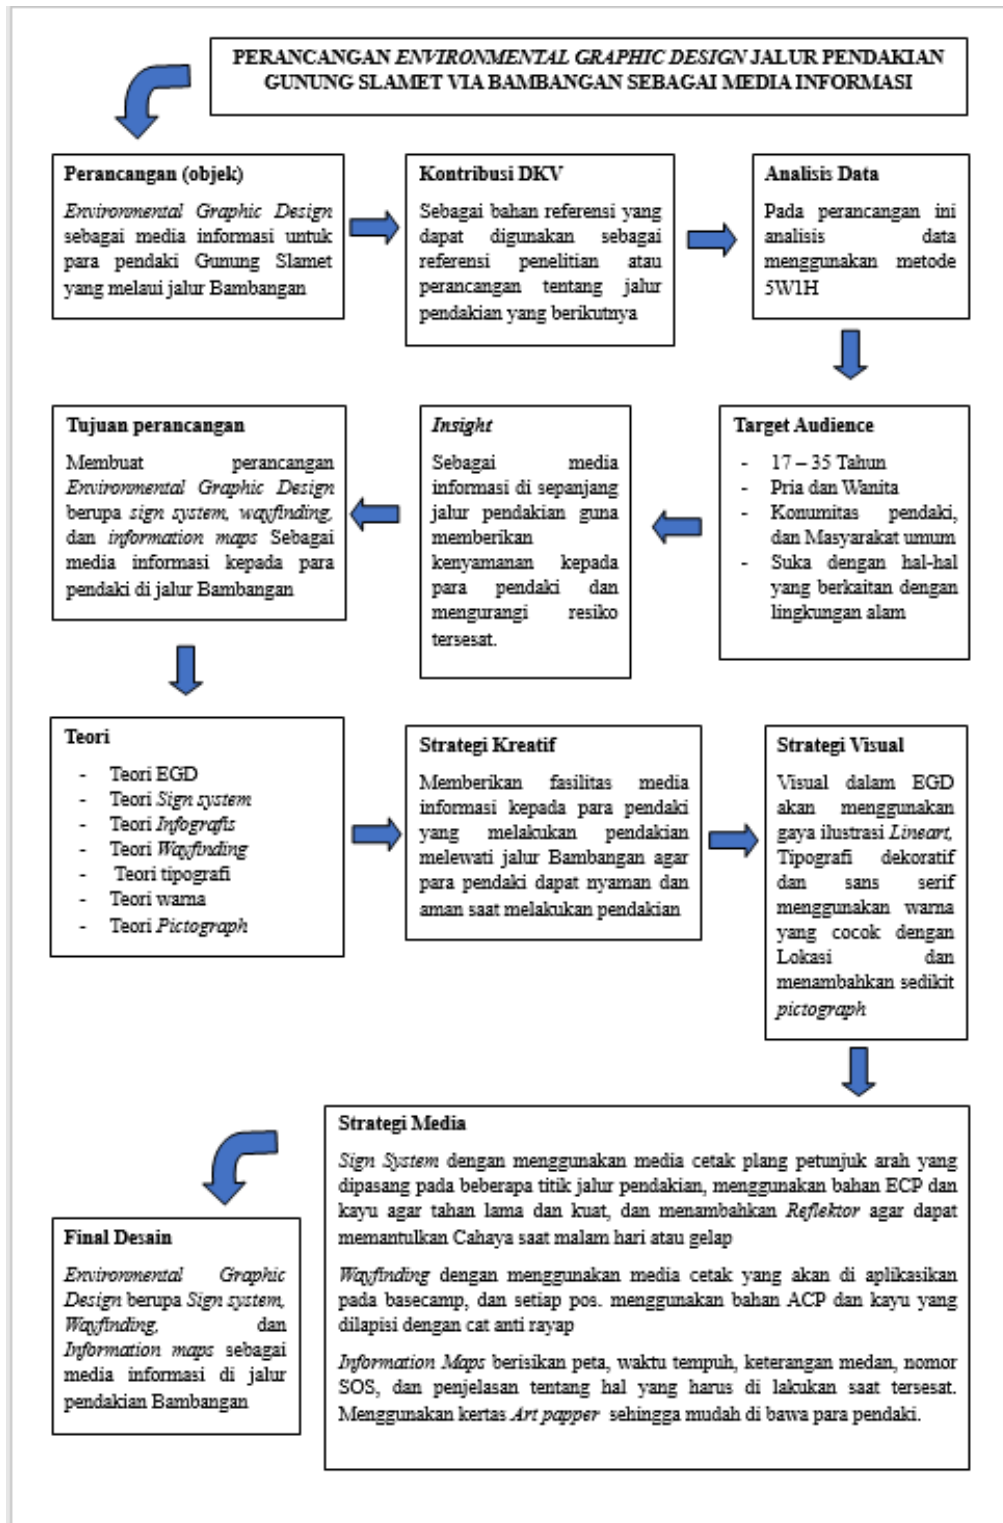 PERANCANGAN ENVIRONMENTAL GRAPHIC DESIGN JALUR PENDAKIAN
GUNUNG SLAMET VIA BAMBANGAN SEBAGAI MEDIA INFORMASI
Perancangan (objek)
Environmental Graphic Design
sebagai media informasi untuk
para pendaki Gunung Slamet
yang melaui jalur Bambangan
Kontribusi DKV
Sebagai bahan referensi yang
dapat digunakan sebagai
referensi penelitian atau
perancangan tentang jalur
pendakian yang berikutnya
Analisis Data
Pada perancangan ini
analisis data
menggunakan metode
5W1H
Target Audience
- 17 – 35 Tahun
- Pria dan Wanita
- Konumitas pendaki,
dan Masyarakat umum
- Suka dengan hal-hal
yang berkaitan dengan
lingkungan alam
Insight
Sebagai media
informasi di sepanjang
jalur pendakian guna
memberikan
kenyamanan kepada
para pendaki dan
mengurangi resiko
tersesat.
Tujuan perancangan
Membuat perancangan
Environmental Graphic Design
berupa sign system, wayfinding,
dan information maps Sebagai
media informasi kepada para
pendaki di jalur Bambangan
Teori
- Teori EGD
- Teori Sign system
- Teori Infografis
- Teori Wayfinding
- Teori tipografi
- Teori warna
- Teori Pictograph
Strategi Kreatif
Memberikan fasilitas media
informasi kepada para pendaki
yang melakukan pendakian
melewati jalur Bambangan agar
para pendaki dapat nyaman dan
aman saat melakukan pendakian
Strategi Visual
Visual dalam EGD
akan menggunakan
gaya ilustrasi Lineart,
Tipografi dekoratif
dan sans serif
menggunakan warna
yang cocok dengan
Lokasi dan
menambahkan sedikit
pictograph
Strategi Media
Sign System dengan menggunakan media cetak plang petunjuk arah yang
dipasang pada beberapa titik jalur pendakian, menggunakan bahan ECP dan
kayu agar tahan lama dan kuat, dan menambahkan Reflektor agar dapat
memantulkan Cahaya saat malam hari atau gelap
Wayfinding dengan menggunakan media cetak yang akan di aplikasikan
pada basecamp, dan setiap pos. menggunakan bahan ACP dan kayu yang
dilapisi dengan cat anti rayap
Information Maps berisikan peta, waktu tempuh, keterangan medan, nomor
SOS, dan penjelasan tentang hal yang harus di lakukan saat tersesat.
Menggunakan kertas Art papper sehingga mudah di bawa para pendaki.
Final Desain
Environmental Graphic
Design berupa Sign system,
Wayfinding, dan
Information maps sebagai
media informasi di jalur
pendakian Bambangan